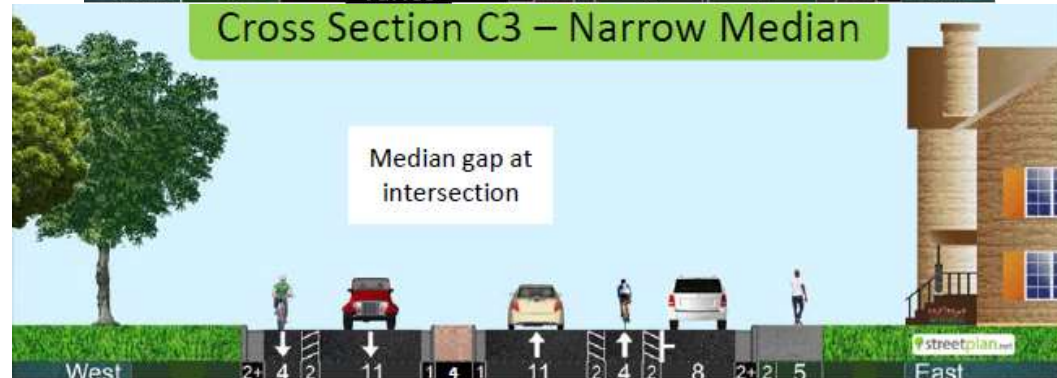 Cross Section C3 – Narrow Median
Median gap at
intersection
streetplan.net
West 2+ 4 2 11 1 4 1 11 2 4 2 8 2+ 2 5 East